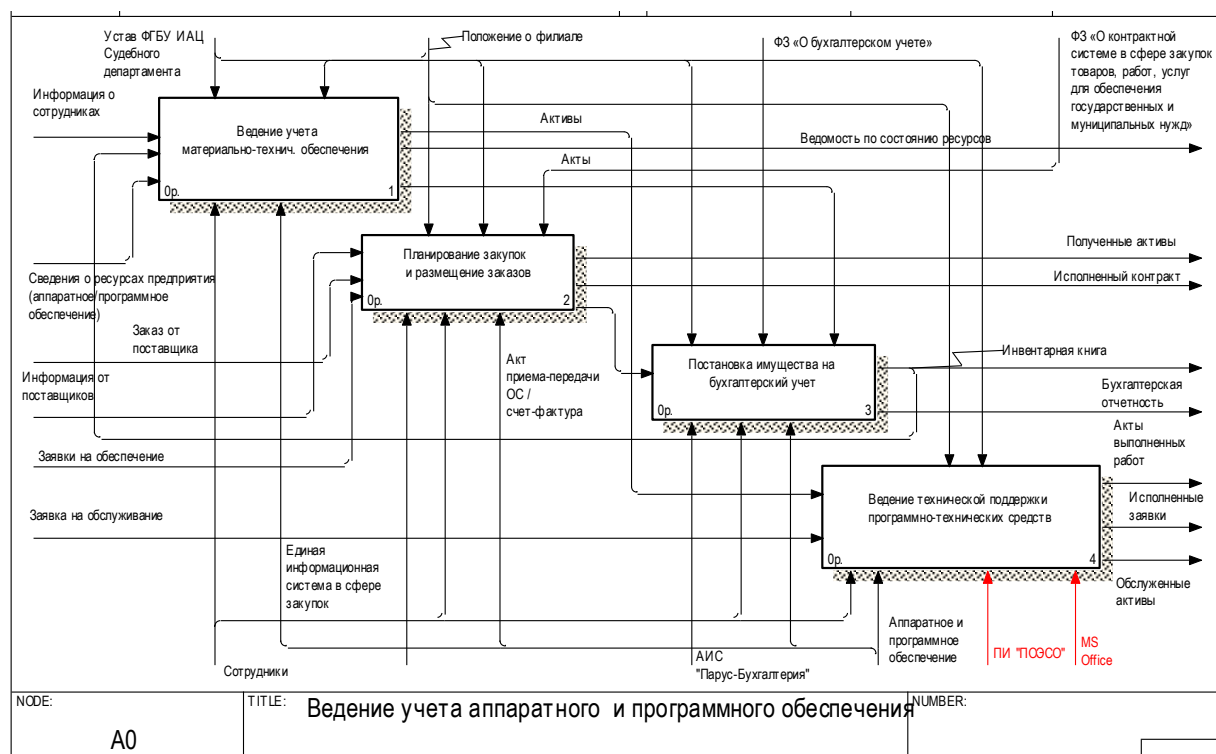 Устав ФГБУ ИАЦ
Судебного
департамента
Положение о филиале
ФЗ «О бухгалтерском учете»
ФЗ «О контрактной
системе в сфере закупок
товаров, работ, услуг
для обеспечения
государственных и
муниципальных нужд»
Информация о
сотрудниках
Ведение учета
материально-технич. обеспечения
0р.
1
Активы
Ведомость по состоянию ресурсов
Акты
Сведения о ресурсах предприятия
(аппаратное/программное
обеспечение)
Планирование закупок
и размещение заказов
0р.
2
Полученные активы
Исполненный контракт
Заказ от
поставщика
Информация от
поставщиков
Акт
приема-передачи
ОС /
счет-фактура
Постановка имущества на
бухгалтерский учет
0р.
3
Инвентарная книга
Бухгалтерская
отчетность
Акты
выполненных
работ
Заявки на обеспечение
Заявка на обслуживание
Ведение технической поддержки
программно-технических средств
0р.
4
Исполненные
заявки
Обслуженные
активы
Единая
информационная
система в сфере
закупок
Сотрудники
АИС
"Парус-Бухгалтерия"
Аппаратное и
программное
обеспечение
ПИ "ПОЭСО"
MS
Office
NODE:
A0
TITLE:
Ведение учета аппаратного и программного обеспечения
NUMBER: